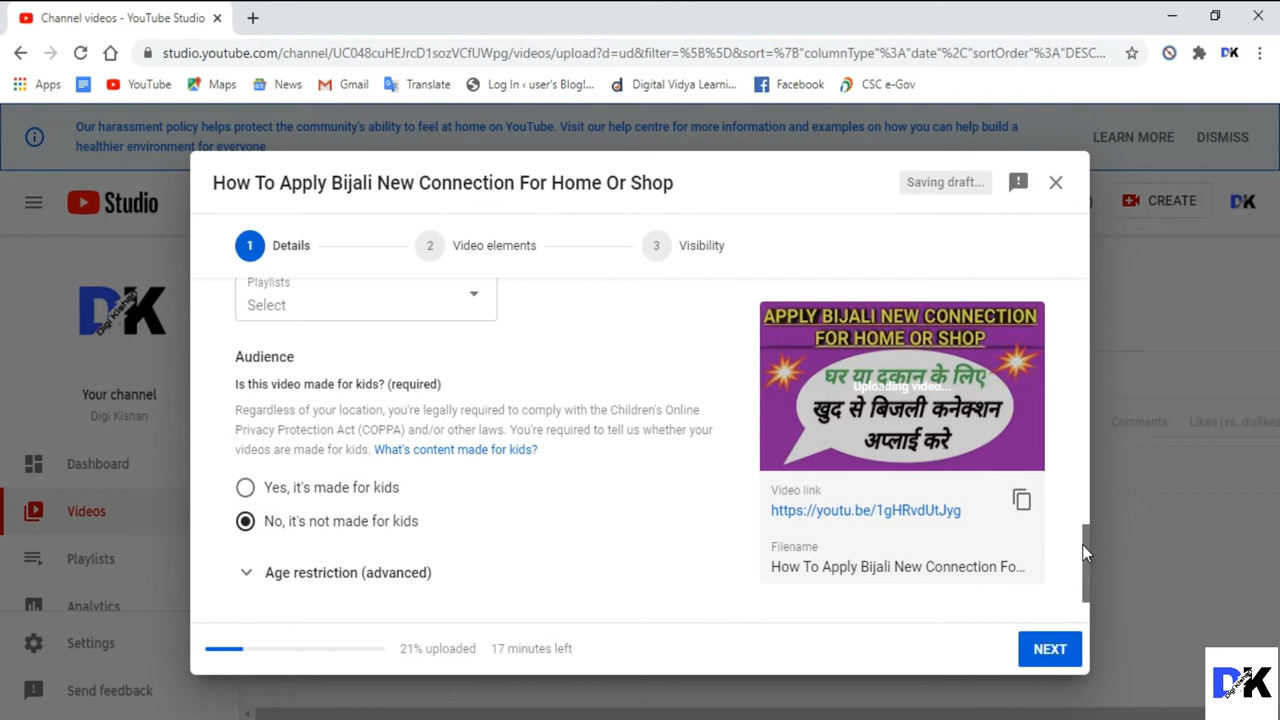 Channel videos - YouTube Studio
studio.youtube.com/channel/UC048cuHEJrcD1sozVCfUWpg/videos/upload?d=ud&filter=%5B%5D&sort=%7B"columnType"%3A"date"%2C"sortOrder"%3A"DESC...
DK
Apps
YouTube
Maps
News
Gmail
Translate
Log In ‹ user's Blog!...
Digital Vidya Learni...
Facebook
CSC e-Gov
Our harassment policy helps protect the community's ability to feel at home on YouTube. Visit our help centre for more information and examples on how you can help build a
healthier environment for everyone
LEARN MORE
DISMISS
Studio
CREATE
DK
How To Apply Bijali New Connection For Home Or Shop
Saving draft...
1 Details
2 Video elements
3 Visibility
DK
Digi Kishan
Your channel
Digi Kishan
Dashboard
Videos
Playlists
Analytics
Settings
Send feedback
Playlists
Select
Audience
Is this video made for kids? (required)
Regardless of your location, you're legally required to comply with the Children's Online
Privacy Protection Act (COPPA) and/or other laws. You're required to tell us whether your
videos are made for kids. What's content made for kids?
Yes, it's made for kids
No, it's not made for kids
Age restriction (advanced)
APPLY BIJALI NEW CONNECTION
FOR HOME OR SHOP
घर या दुकान के लिए
Uploading video...
खुद से बिजली कनेक्शन
अप्लाई करे
Video link
https://youtu.be/1gHRvdUtJyg
Filename
How To Apply Bijali New Connection Fo...
Comments
Likes (vs. dislikes
21% uploaded
17 minutes left
NEXT
DK
Digi Kishan